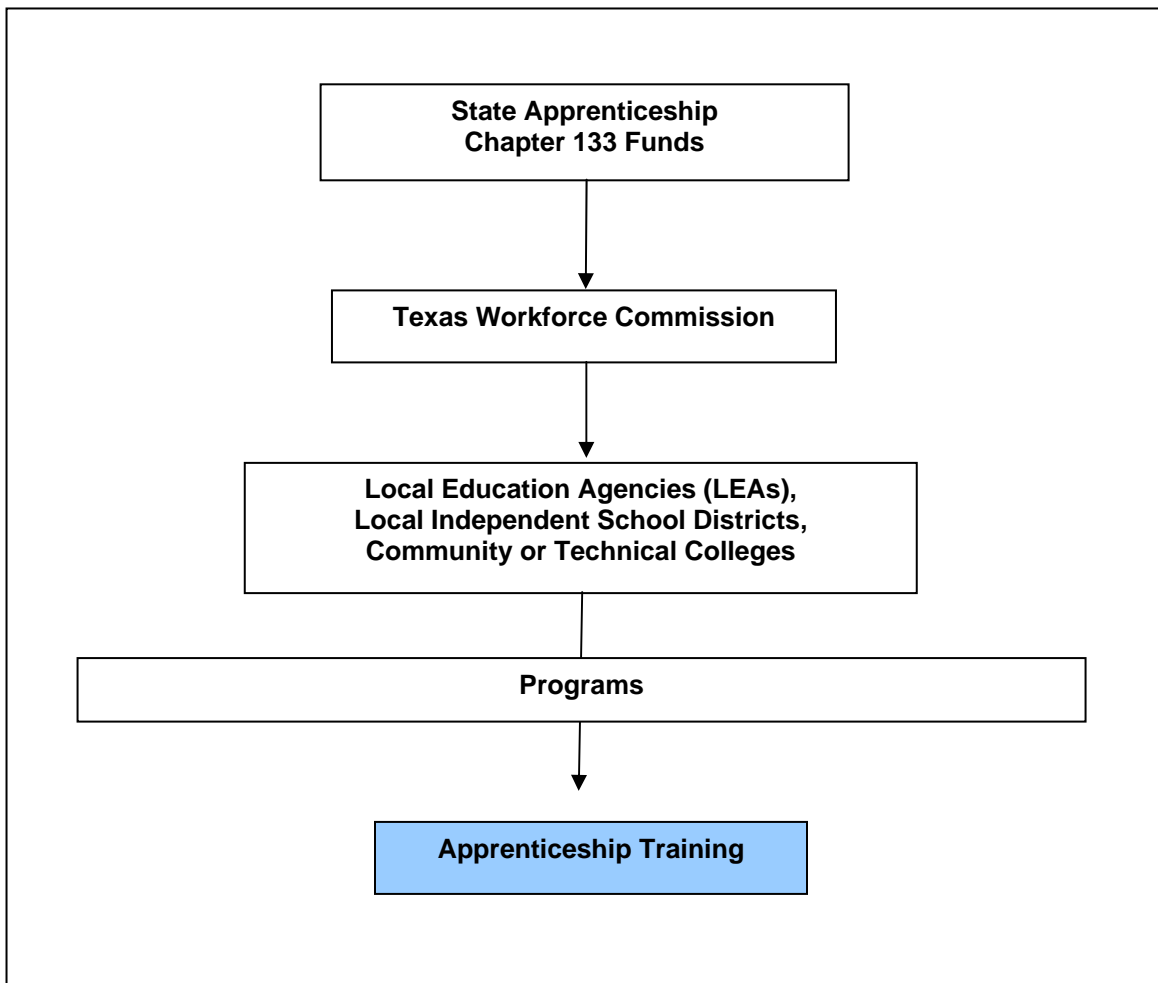 State Apprenticeship
Chapter 133 Funds
Texas Workforce Commission
Local Education Agencies (LEAs),
Local Independent School Districts,
Community or Technical Colleges
Programs
Apprenticeship Training